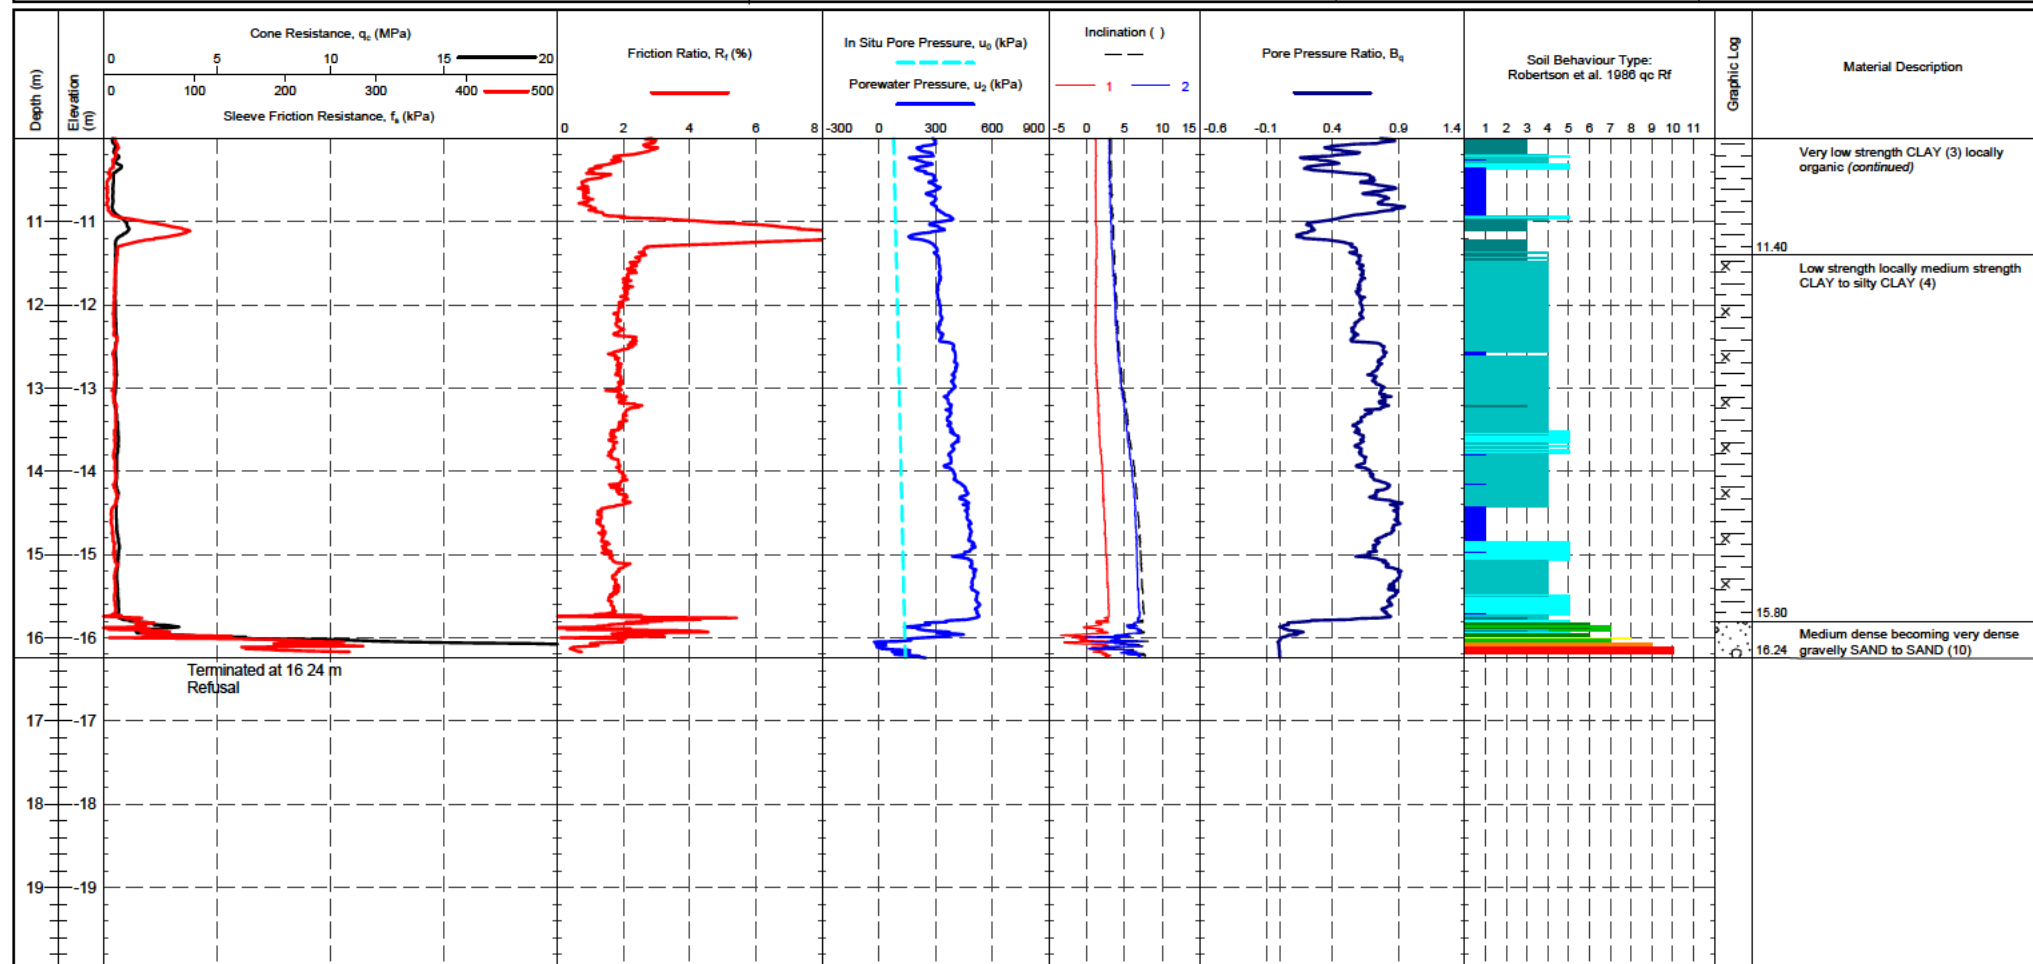 Depth (m)
Elevation
(m)
Cone Resistance, qc (MPa)
0 5 10 15 20
0 100 200 300 400 500
Sleeve Friction Resistance, fs (kPa)
Friction Ratio, Rf (%)
0 2 4 6 8
In Situ Pore Pressure, u0 (kPa)
Porewater Pressure, u2 (kPa)
-300 0 300 600 900
Inclination ( )
1 2
-5 0 5 10 15
Pore Pressure Ratio, Bq
-0.6 -0.1 0.4 0.9 1.4
Soil Behaviour Type:
Robertson et al. 1986 qc Rf
1 2 3 4 5 6 7 8 9 10 11
Graphic Log
Material Description
Very low strength CLAY (3) locally
organic (continued)
11 -11
11.40
Low strength locally medium strength
CLAY to silty CLAY (4)
12 -12
13 -13
14 -14
15 -15
15.80
16 -16
Medium dense becoming very dense
16.24 gravelly SAND to SAND (10)
Terminated at 16 24 m
Refusal
17 -17
18 -18
19 -19